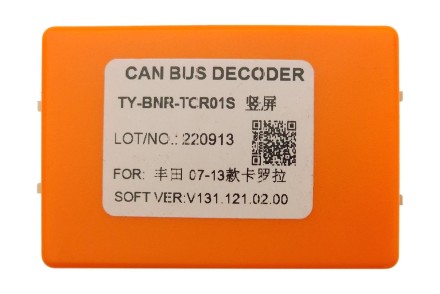 CAN BUS DECODER
TY-BNR-TCR01S 竖屏
LOT/NO.: 220913
FOR: 丰田 07-13款卡罗拉
SOFT VER:V131.121.02.00